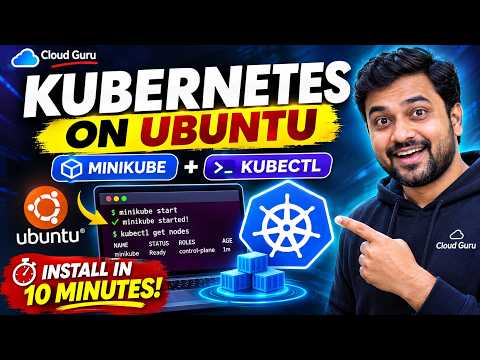 Cloud Guru
KUBERNETES
ON UBUNTU
MINIKUBE + >_ KUBECTL
ubuntu®
$ minikube start
✓ minikube started!
$ kubectl get nodes
NAME STATUS ROLES AGE
minikube Ready control-plane 1m
INSTALL IN
10 MINUTES!
Cloud Guru